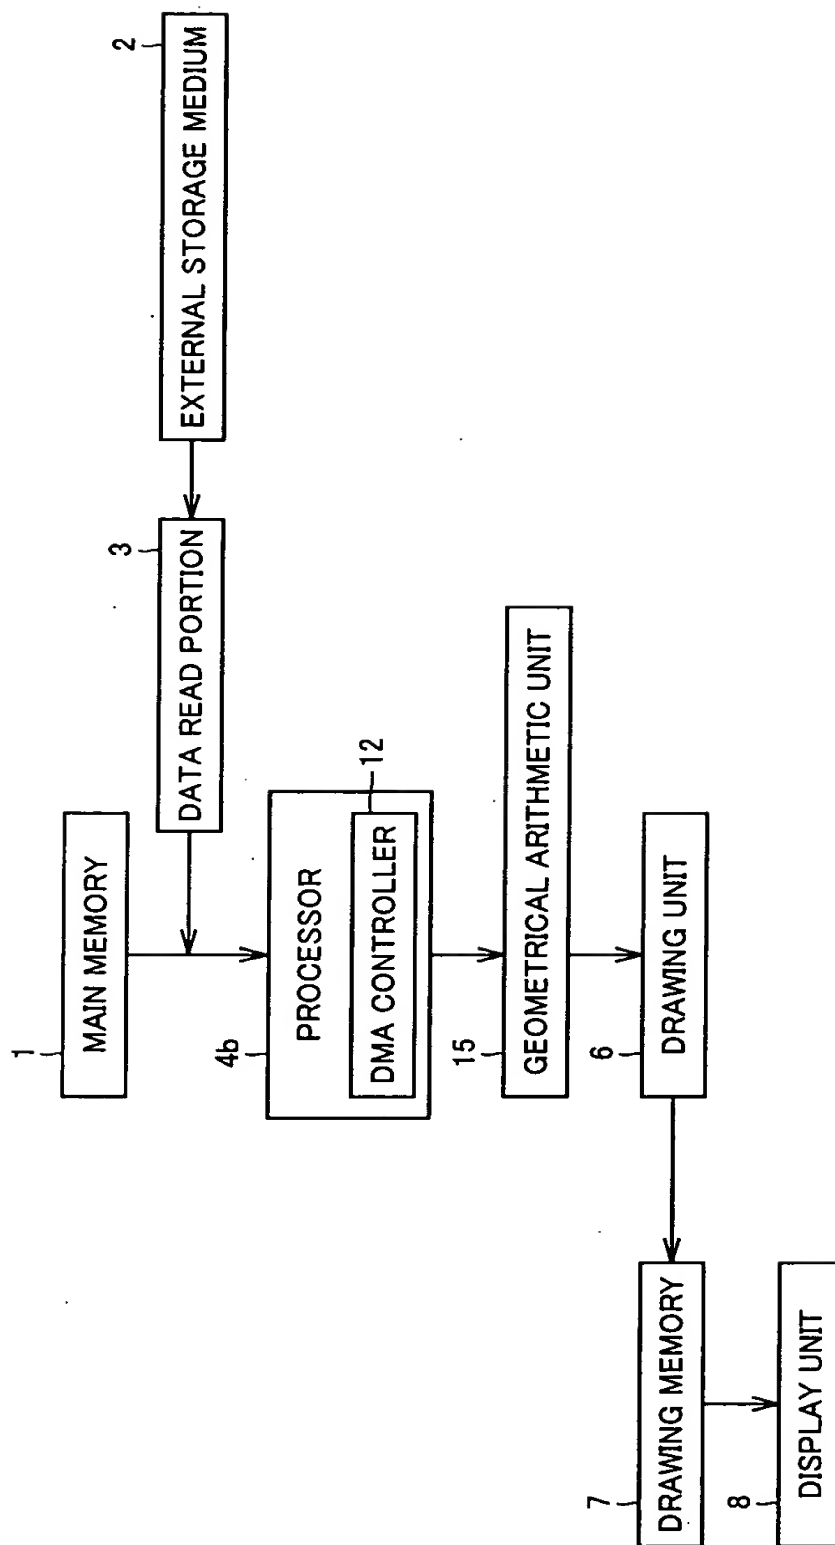 1
MAIN MEMORY
2
EXTERNAL STORAGE MEDIUM
3
DATA READ PORTION
4b
PROCESSOR
12
DMA CONTROLLER
15
GEOMETRICAL ARITHMETIC UNIT
6
DRAWING UNIT
7
DRAWING MEMORY
8
DISPLAY UNIT